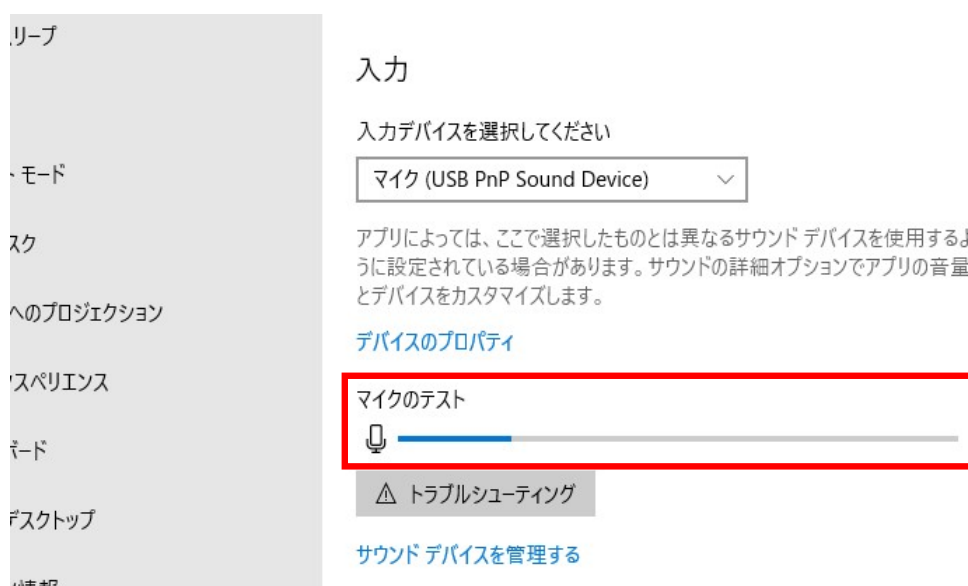 リープ
入力
入力デバイスを選択してください
モード
マイク (USB PnP Sound Device)
スク
アプリによっては、ここで選択したものとは異なるサウンド デバイスを使用するよ
うに設定されている場合があります。サウンドの詳細オプションでアプリの音量
とデバイスをカスタマイズします。
へのプロジェクション
デバイスのプロパティ
スペリエンス
マイクのテスト
ボード
トラブルシューティング
デスクトップ
サウンド デバイスを管理する